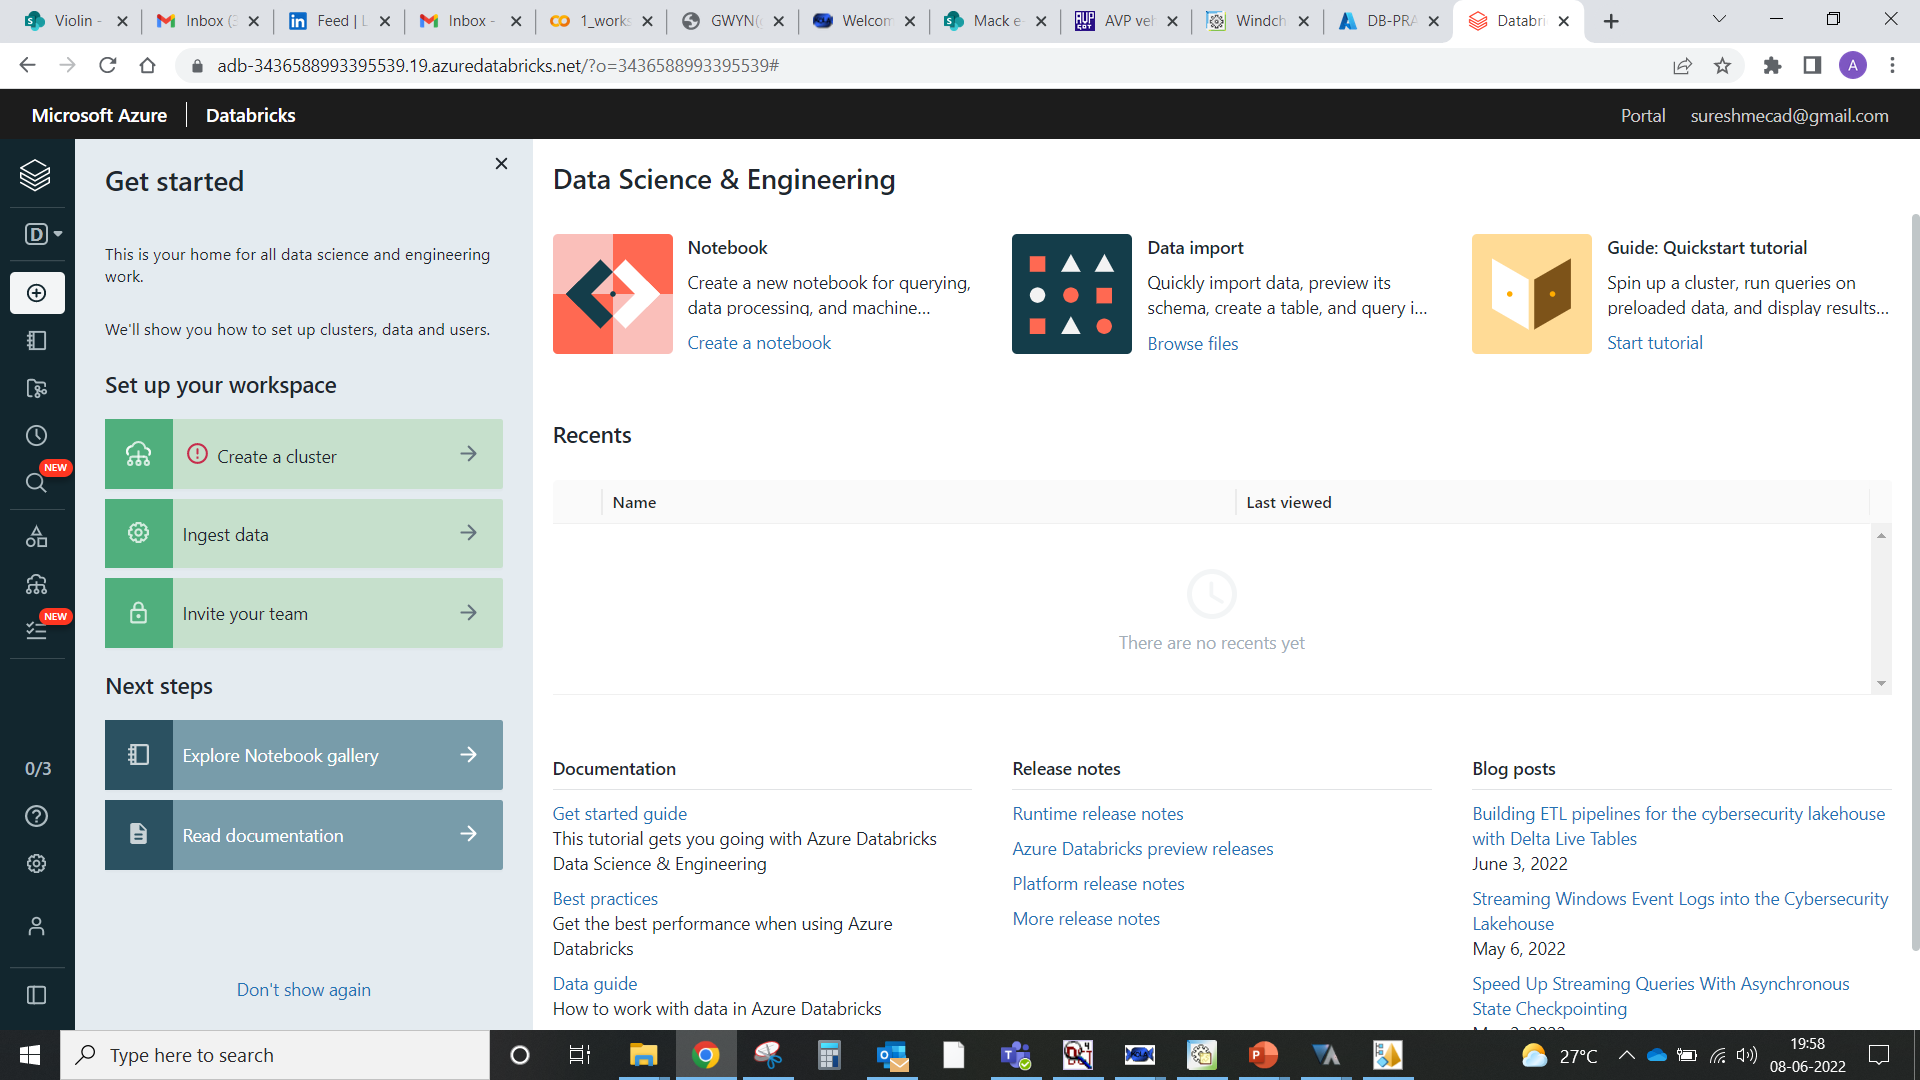 Violin -
Inbox (3
Feed | L
Inbox -
1_works
GWYN(
Welcom
Mack e-
AVP veh
Windch
DB-PRA
Databri
adb-3436588993395539.19.azuredatabricks.net/?o=3436588993395539#
A
Microsoft Azure
Databricks
Portal
sureshmecad@gmail.com
D
NEW
NEW
0/3
Get started
This is your home for all data science and engineering
work.
We'll show you how to set up clusters, data and users.
Set up your workspace
Create a cluster
Ingest data
Invite your team
Next steps
Explore Notebook gallery
Read documentation
Don't show again
Data Science & Engineering
Notebook
Create a new notebook for querying,
data processing, and machine...
Create a notebook
Data import
Quickly import data, preview its
schema, create a table, and query i...
Browse files
Guide: Quickstart tutorial
Spin up a cluster, run queries on
preloaded data, and display results...
Start tutorial
Recents
Name
Last viewed
There are no recents yet
Documentation
Get started guide
This tutorial gets you going with Azure Databricks
Data Science & Engineering
Best practices
Get the best performance when using Azure
Databricks
Data guide
How to work with data in Azure Databricks
Release notes
Runtime release notes
Azure Databricks preview releases
Platform release notes
More release notes
Blog posts
Building ETL pipelines for the cybersecurity lakehouse
with Delta Live Tables
June 3, 2022
Streaming Windows Event Logs into the Cybersecurity
Lakehouse
May 6, 2022
Speed Up Streaming Queries With Asynchronous
State Checkpointing
Type here to search
27°C
19:58
08-06-2022